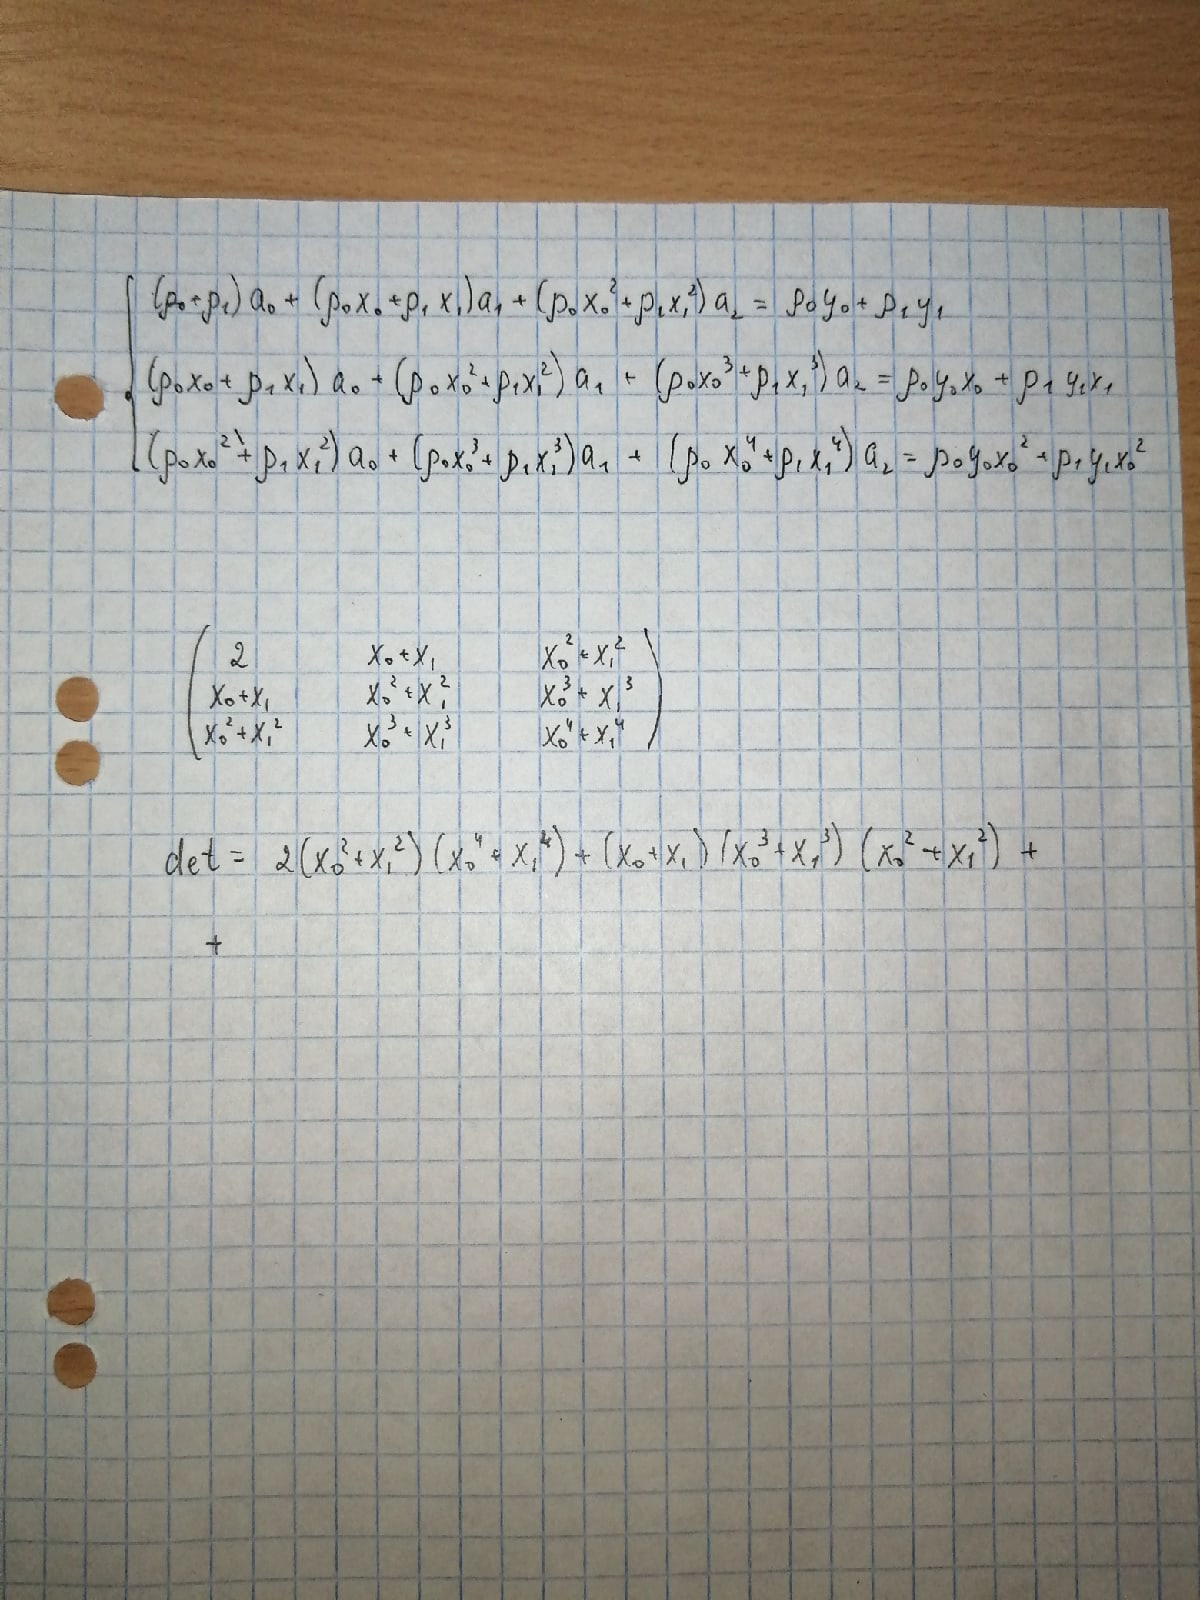 (p₀+p₁)a₀+(p₀x₀+p₁x₁)a₁+(p₀x₀²+p₁x₁²)a₂=p₀y₀+p₁y₁
(p₀x₀+p₁x₁)a₀+(p₀x₀²+p₁x₁²)a₁+(p₀x₀³+p₁x₁³)a₂=p₀y₀x₀+p₁y₁x₁
(p₀x₀²+p₁x₁²)a₀+(p₀x₀³+p₁x₁³)a₁+(p₀x₀⁴+p₁x₁⁴)a₂=p₀y₀x₀²+p₁y₁x₀²
2 x₀+x₁ x₀²+x₁²
x₀+x₁ x₀²+x₁² x₀³+x₁³
x₀²+x₁² x₀³+x₁³ x₀⁴+x₁⁴
det = 2(x₀²+x₁²)(x₀⁴+x₁⁴)+(x₀+x₁)(x₀³+x₁³)(x₀²+x₁²)+
+